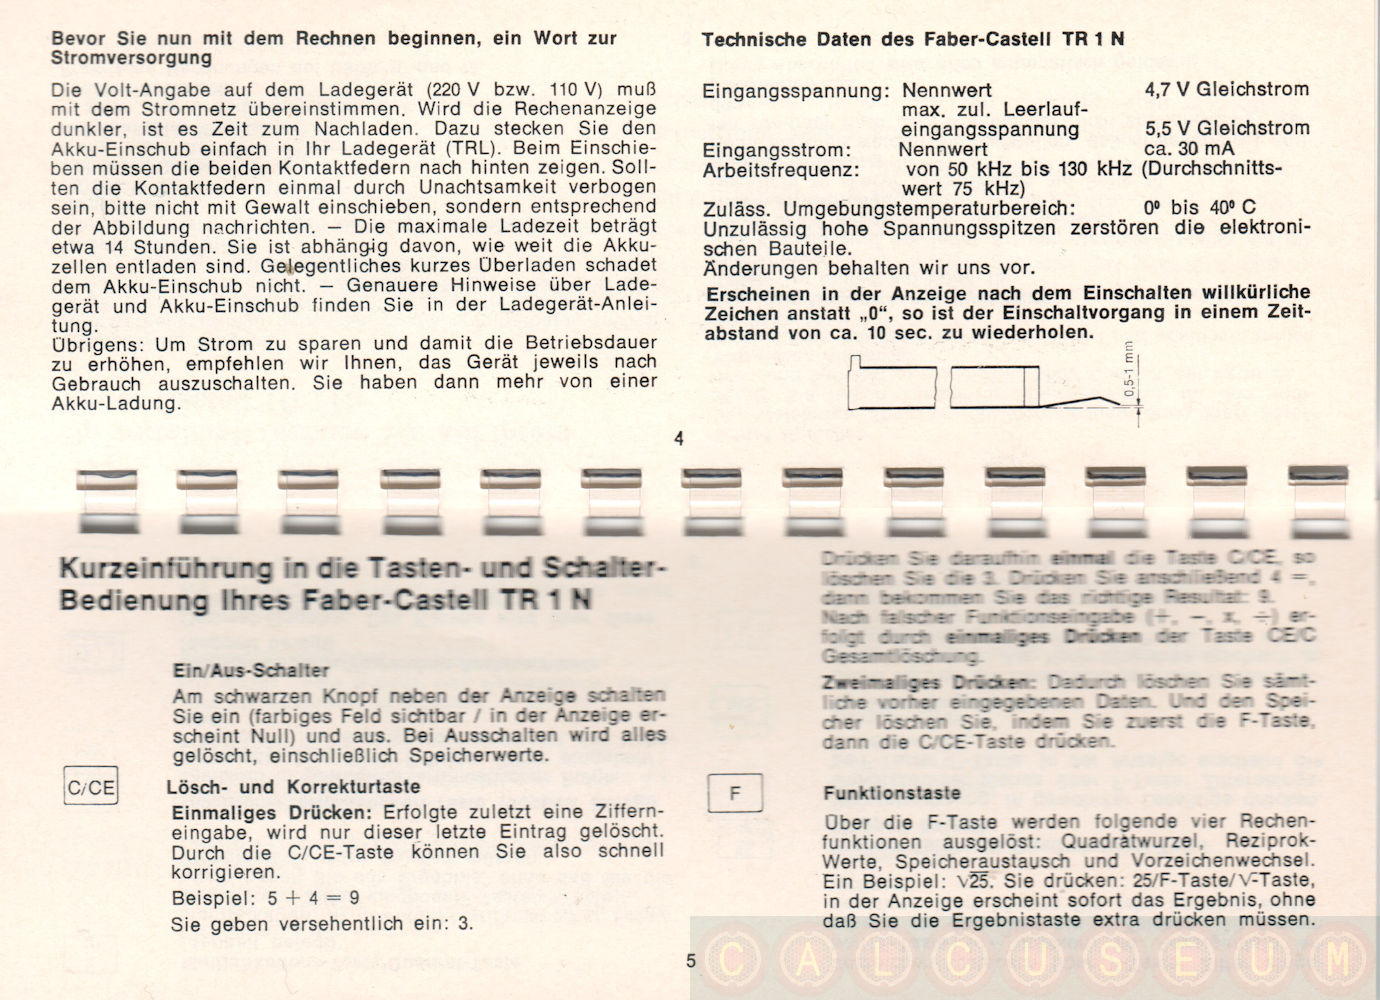 Bevor Sie nun mit dem Rechnen beginnen, ein Wort zur
Stromversorgung
Die Volt-Angabe auf dem Ladegerät (220 V bzw. 110 V) muß
mit dem Stromnetz übereinstimmen. Wird die Rechenanzeige
dunkler, ist es Zeit zum Nachladen. Dazu stecken Sie den
Akku-Einschub einfach in Ihr Ladegerät (TRL). Beim Einschie-
ben müssen die beiden Kontaktfedern nach hinten zeigen. Soll-
ten die Kontaktfedern einmal durch Unachtsamkeit verbogen
sein, bitte nicht mit Gewalt einschieben, sondern entsprechend
der Abbildung nachrichten. — Die maximale Ladezeit beträgt
etwa 14 Stunden. Sie ist abhängig davon, wie weit die Akku-
zellen entladen sind. Gelegentliches kurzes Überladen schadet
dem Akku-Einschub nicht. — Genauere Hinweise über Lade-
gerät und Akku-Einschub finden Sie in der Ladegerät-Anlei-
tung.
Übrigens: Um Strom zu sparen und damit die Betriebsdauer
zu erhöhen, empfehlen wir Ihnen, das Gerät jeweils nach
Gebrauch auszuschalten. Sie haben dann mehr von einer
Akku-Ladung.
Technische Daten des Faber-Castell TR 1 N
Eingangsspannung: Nennwert 4,7 V Gleichstrom
max. zul. Leerlauf-
eingangsspannung 5,5 V Gleichstrom
Eingangsstrom: Nennwert ca. 30 mA
Arbeitsfrequenz: von 50 kHz bis 130 kHz (Durchschnitts-
wert 75 kHz)
Zuläss. Umgebungstemperaturbereich: 0° bis 40° C
Unzulässig hohe Spannungsspitzen zerstören die elektroni-
schen Bauteile.
Änderungen behalten wir uns vor.
Erscheinen in der Anzeige nach dem Einschalten willkürliche
Zeichen anstatt „0“, so ist der Einschaltvorgang in einem Zeit-
abstand von ca. 10 sec. zu wiederholen.
0,5-1 mm
4
Kurzeinführung in die Tasten- und Schalter-
Bedienung Ihres Faber-Castell TR 1 N
Ein/Aus-Schalter
Am schwarzen Knopf neben der Anzeige schalten
Sie ein (farbiges Feld sichtbar / in der Anzeige er-
scheint Null) und aus. Bei Ausschalten wird alles
gelöscht, einschließlich Speicherwerte.
C/CE
Lösch- und Korrekturtaste
Einmaliges Drücken: Erfolgte zuletzt eine Ziffern-
eingabe, wird nur dieser letzte Eintrag gelöscht.
Durch die C/CE-Taste können Sie also schnell
korrigieren.
Beispiel: 5 + 4 = 9
Sie geben versehentlich ein: 3.
Drücken Sie daraufhin einmal die Taste C/CE, so
löschen Sie die 3. Drücken Sie anschließend 4 =,
dann bekommen Sie das richtige Resultat: 9.
Nach falscher Funktionseingabe (+, −, x, ÷) er-
folgt durch einmaliges Drücken der Taste CE/C
Gesamtlöschung.
Zweimaliges Drücken: Dadurch löschen Sie sämt-
liche vorher eingegebenen Daten. Und den Spei-
cher löschen Sie, indem Sie zuerst die F-Taste,
dann die C/CE-Taste drücken.
F
Funktionstaste
Über die F-Taste werden folgende vier Rechen-
funktionen ausgelöst: Quadratwurzel, Reziprok-
Werte, Speicheraustausch und Vorzeichenwechsel.
Ein Beispiel: √25. Sie drücken: 25/F-Taste/√-Taste,
in der Anzeige erscheint sofort das Ergebnis, ohne
daß Sie die Ergebnistaste extra drücken müssen.
5
CALCUSEUM